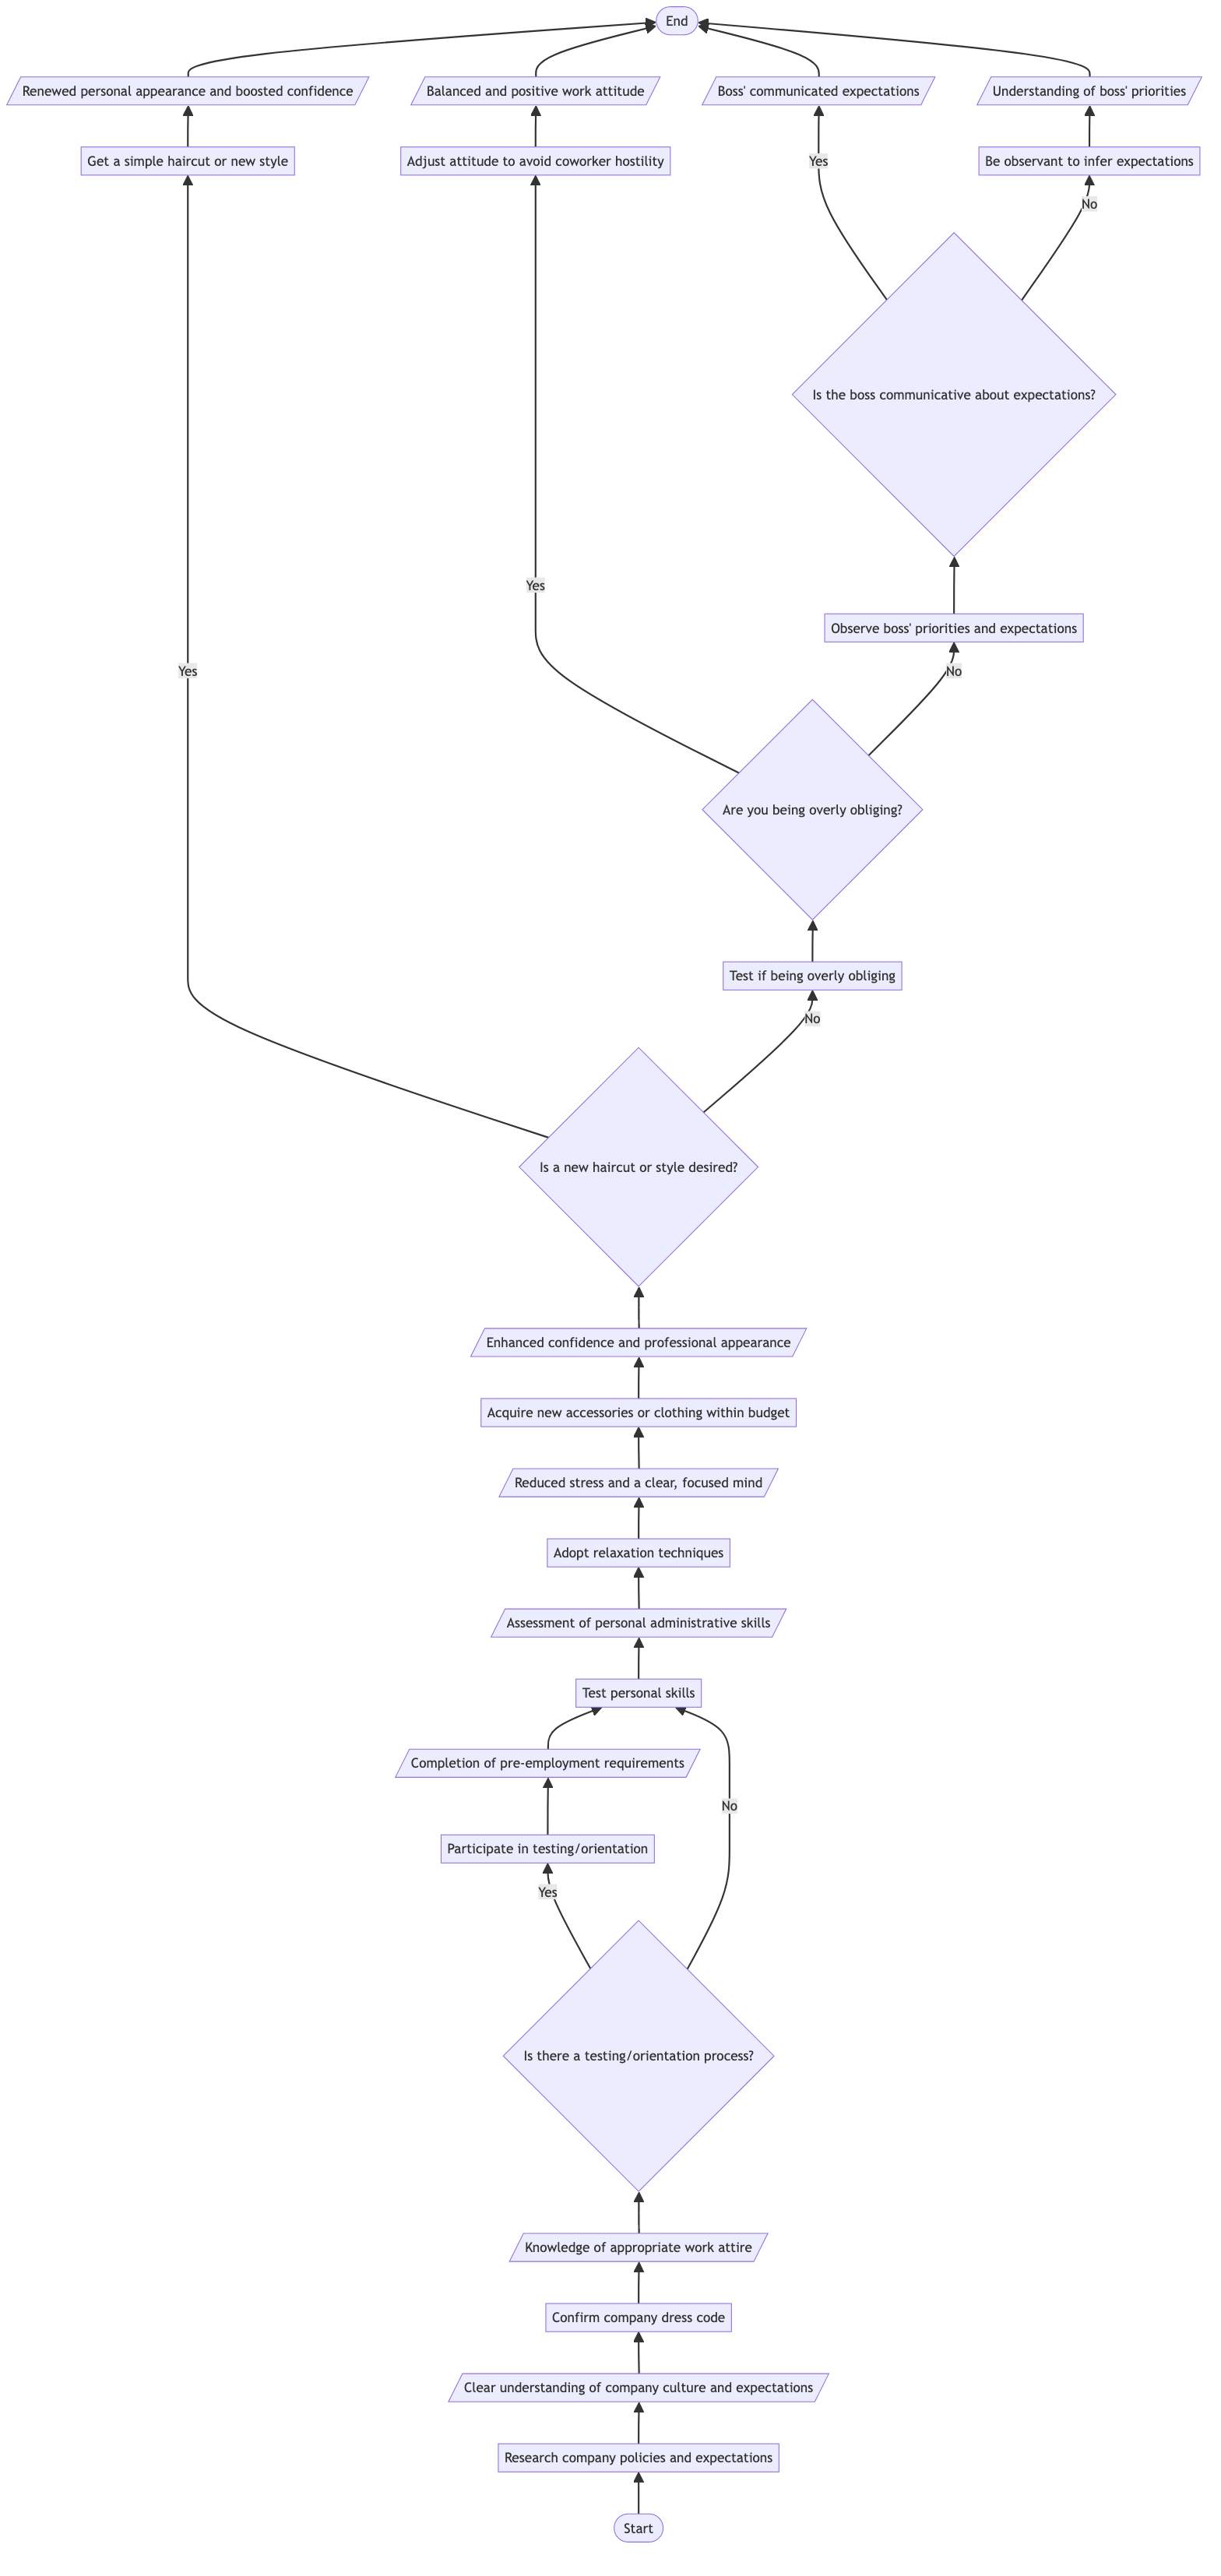 End
Renewed personal appearance and boosted confidence
Balanced and positive work attitude
Boss' communicated expectations
Understanding of boss' priorities
Get a simple haircut or new style
Adjust attitude to avoid coworker hostility
Yes
Be observant to infer expectations
No
Is the boss communicative about expectations?
Yes
Observe boss' priorities and expectations
Yes
No
Are you being overly obliging?
Test if being overly obliging
No
Is a new haircut or style desired?
Enhanced confidence and professional appearance
Acquire new accessories or clothing within budget
Reduced stress and a clear, focused mind
Adopt relaxation techniques
Assessment of personal administrative skills
Test personal skills
Completion of pre-employment requirements
No
Participate in testing/orientation
Yes
Is there a testing/orientation process?
Knowledge of appropriate work attire
Confirm company dress code
Clear understanding of company culture and expectations
Research company policies and expectations
Start